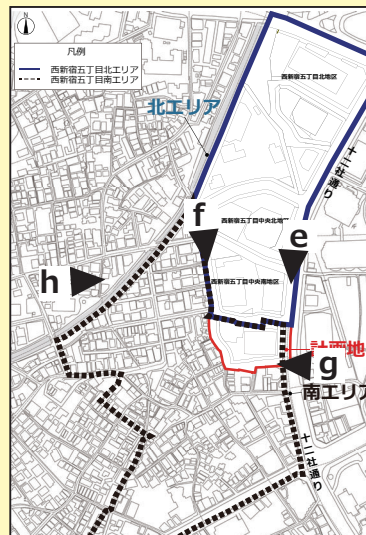 N
凡例
西新宿五丁目北エリア
西新宿五丁目南エリア
西新宿五丁目北地区
北エリア
十二社通り
f
西新宿五丁目中央北地
e
h
西新宿五丁目中央南地区
計画地
g
南エリア
十二社通り